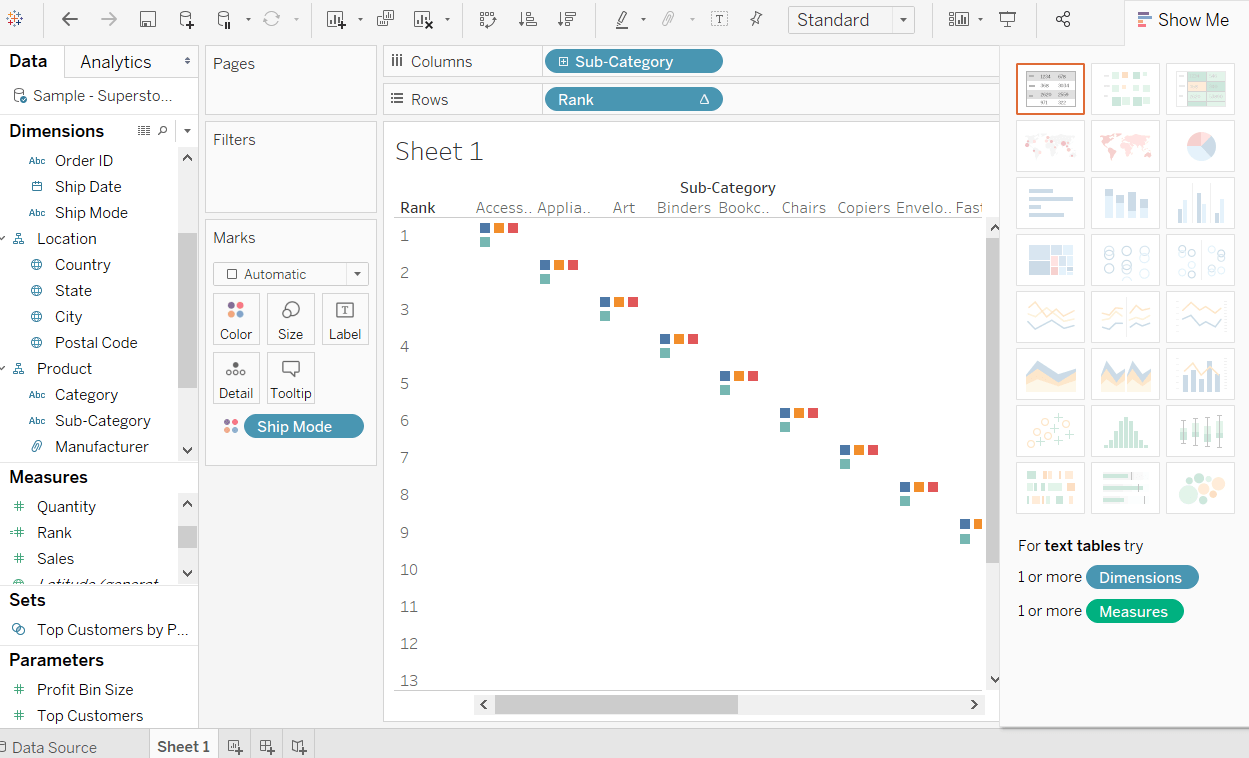 Standard
Show Me
Data
Analytics
Sample - Supersto...
Dimensions
Abc Order ID
Ship Date
Abc Ship Mode
Location
Country
State
City
Postal Code
Product
Abc Category
Abc Sub-Category
Manufacturer
Measures
Quantity
Rank
Sales
Latitude (generat
Sets
Top Customers by P...
Parameters
Profit Bin Size
Top Customers
Pages
Filters
Marks
Automatic
Color
Size
T
Label
Detail
Tooltip
Ship Mode
Columns
Sub-Category
Rows
Rank
Sheet 1
Sub-Category
Rank Access.. Applia.. Art Binders Bookc.. Chairs Copiers Envelo.. Fast
1
2
3
4
5
6
7
8
9
10
11
12
13
For text tables try
1 or more Dimensions
1 or more Measures
Data Source
Sheet 1